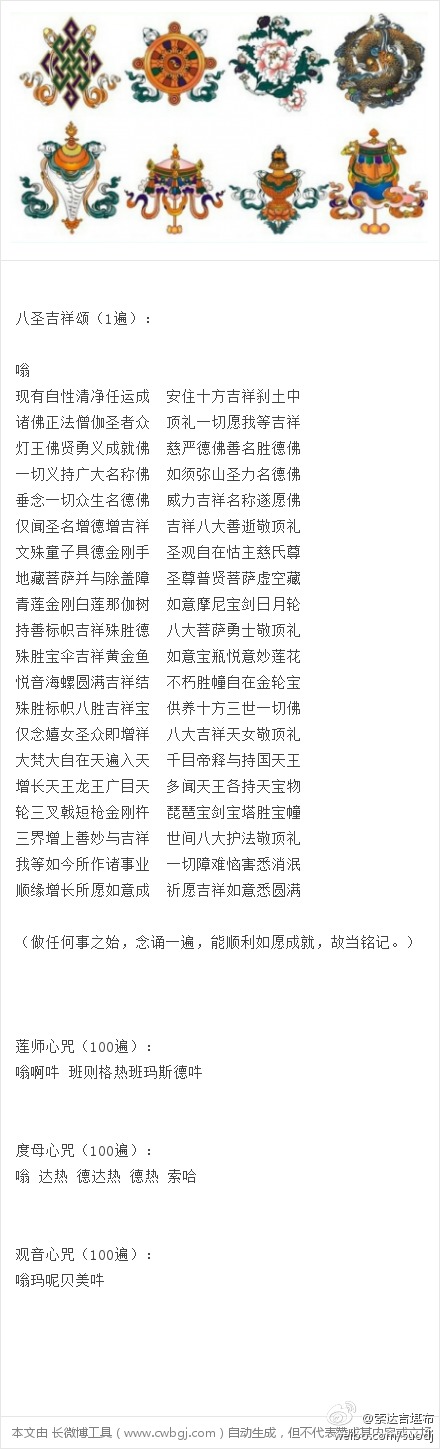 八圣吉祥颂（1遍）：
嗡
现有自性清净任运成 安住十方吉祥刹土中
诸佛正法僧伽圣者众 顶礼一切愿我等吉祥
灯王佛贤勇义成就佛 慈严德佛善名胜德佛
一切义持广大名称佛 如须弥山圣力名德佛
垂念一切众生名德佛 威力吉祥名称遂愿佛
仅闻圣名增德增吉祥 吉祥八大善逝敬顶礼
文殊童子具德金刚手 圣观自在怙主慈氏尊
地藏菩萨并与除盖障 圣尊普贤菩萨虚空藏
青莲金刚白莲那伽树 如意摩尼宝剑日月轮
持善标帜吉祥殊胜德 八大菩萨勇士敬顶礼
殊胜宝伞吉祥黄金鱼 如意宝瓶悦意妙莲花
悦音海螺圆满吉祥结 不朽胜幢自在金轮宝
殊胜标帜八胜吉祥宝 供养十方三世一切佛
仅念嬉女圣众即增祥 八大吉祥天女敬顶礼
大梵大自在天遍入天 千目帝释与持国天王
增长天王龙王广目天 多闻天王各持天宝物
轮三叉戟短枪金刚杵 琵琶宝剑宝塔胜宝幢
三界增上善妙与吉祥 世间八大护法敬顶礼
我等如今所作诸事业 一切障难恼害悉消泯
顺缘增长所愿如意成 祈愿吉祥如意悉圆满
（做任何事之始，念诵一遍，能顺利如愿成就，故当铭记。）
莲师心咒（100遍）：
嗡啊吽 班则格热班玛斯德吽
度母心咒（100遍）：
嗡 达热 德达热 德热 索哈
观音心咒（100遍）：
嗡玛呢贝美吽
@索达吉堪布
weibo.com/suodj
本文由 长微博工具（www.cwbgj.com）自动生成，但不代表赞成其内容或立场